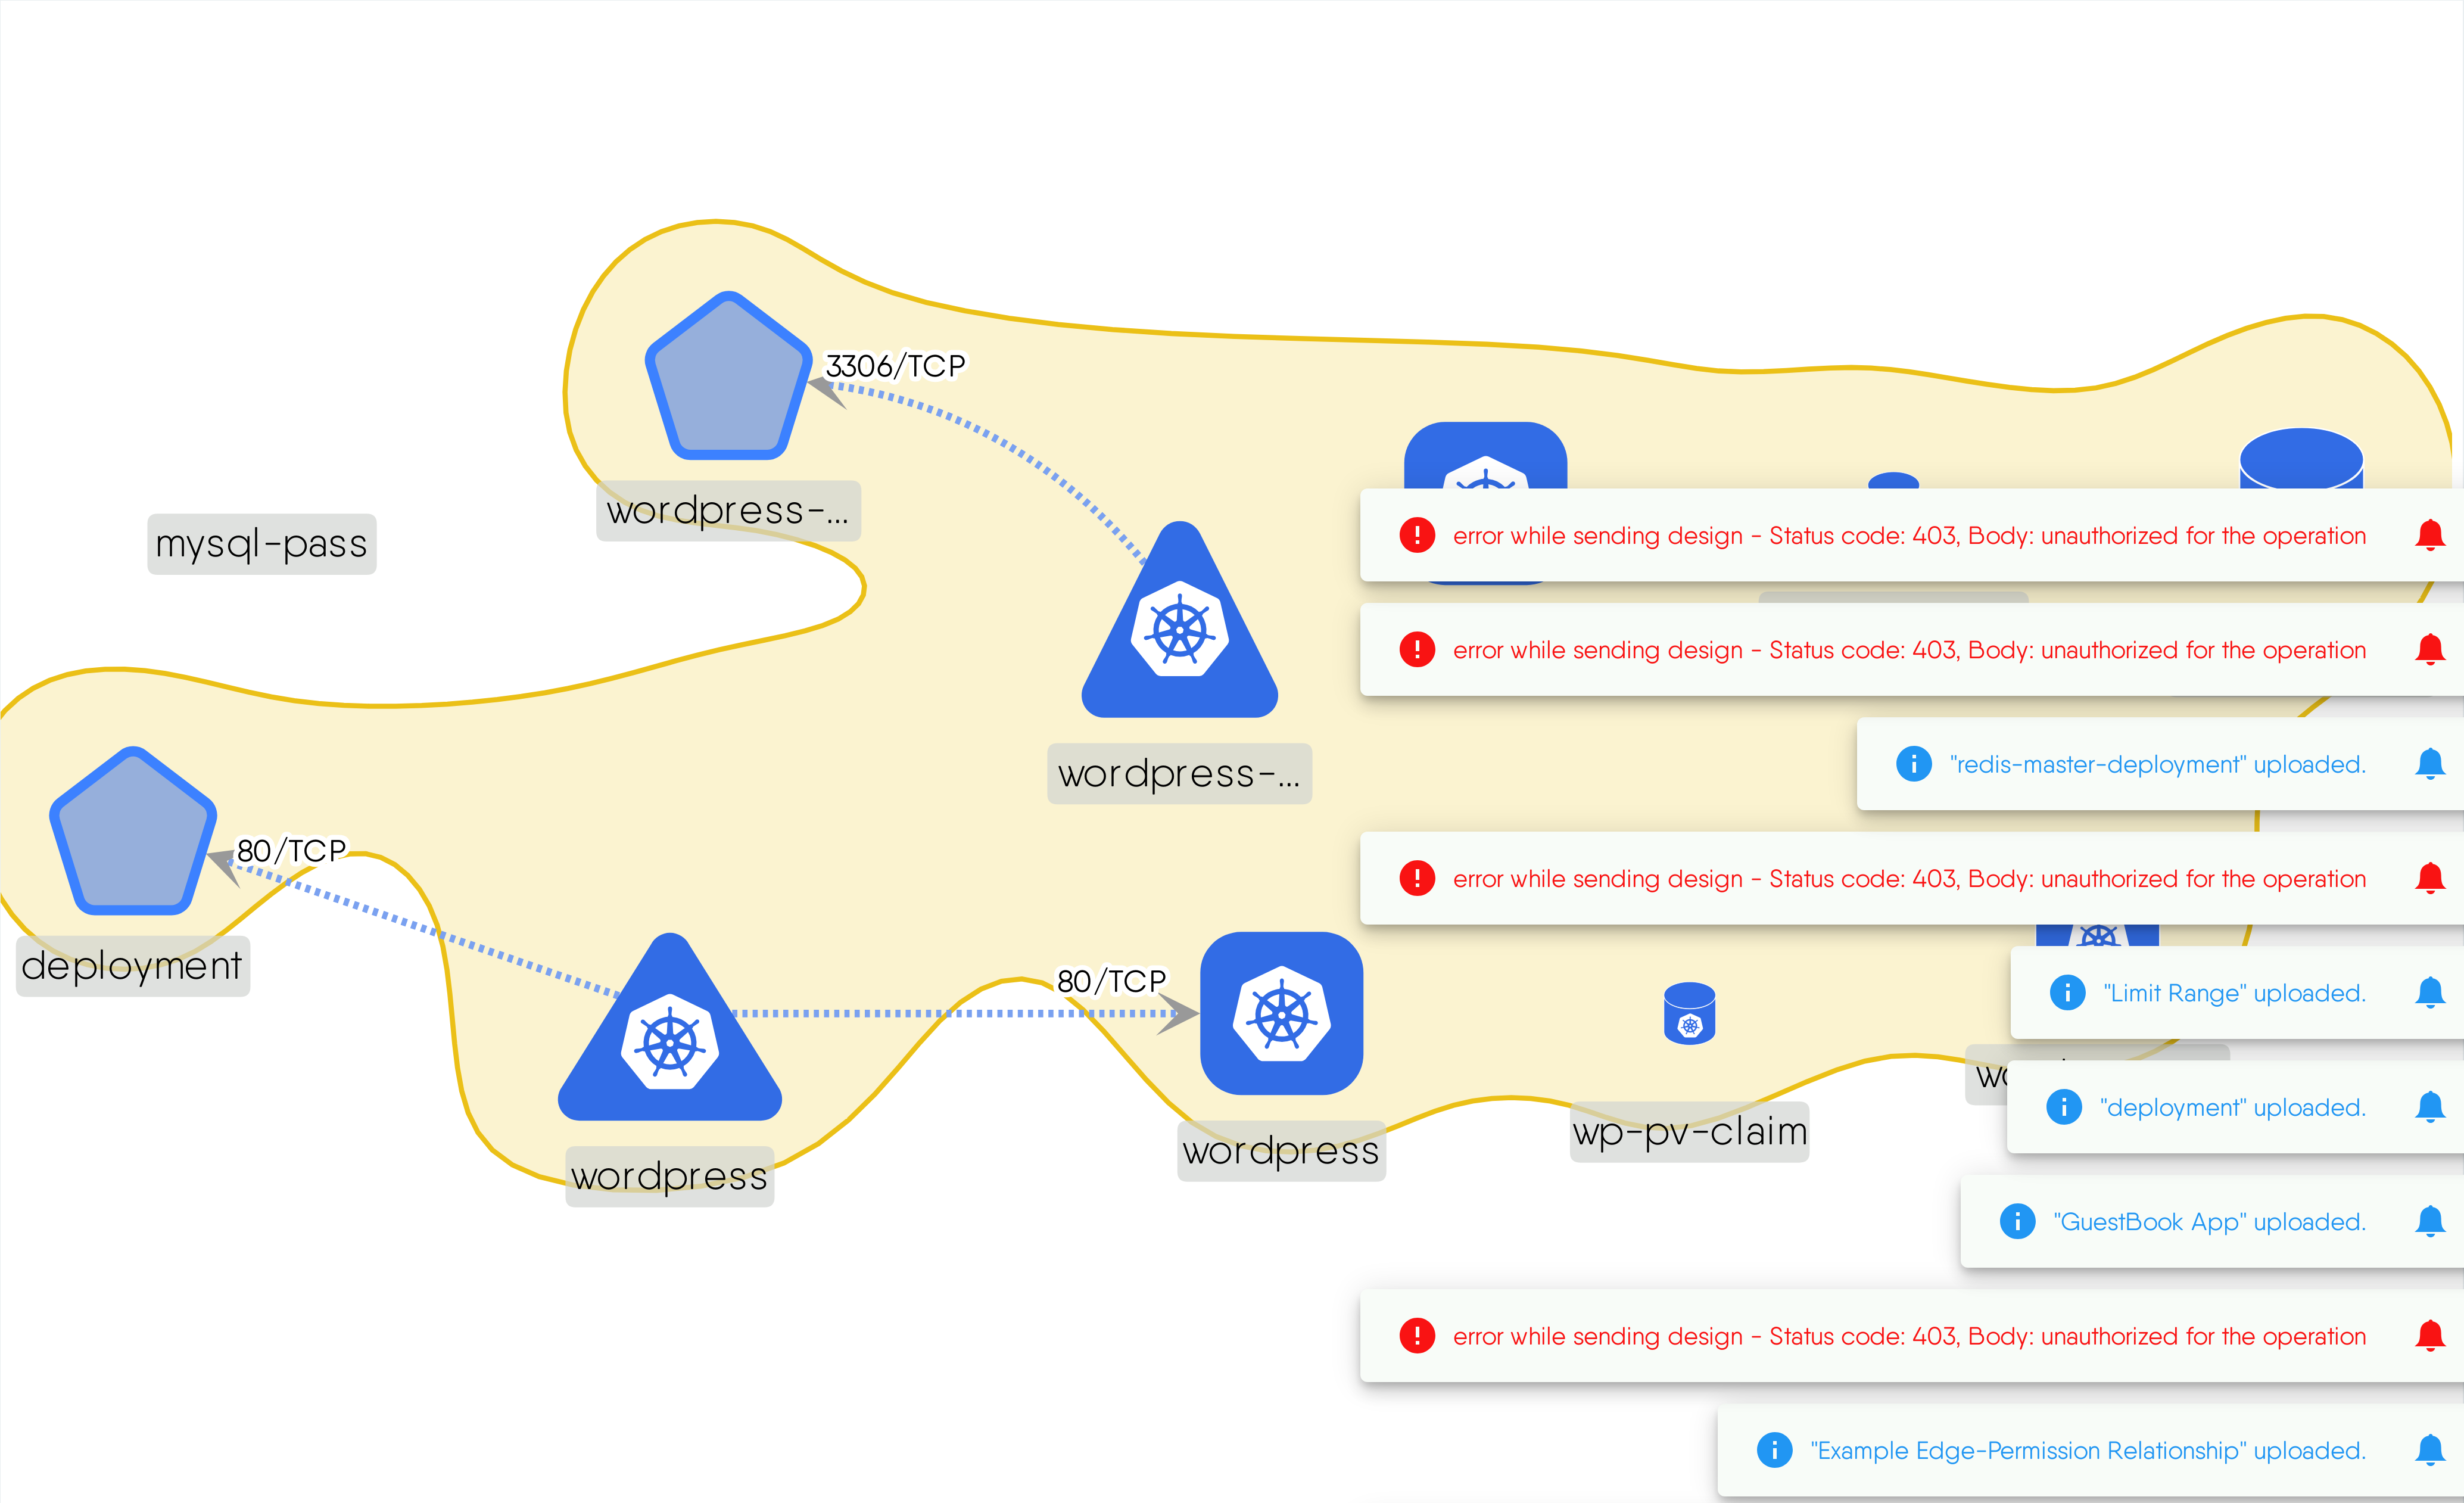 3306/TCP
wordpress-...
mysql-pass
error while sending design - Status code: 403, Body: unauthorized for the operation
error while sending design - Status code: 403, Body: unauthorized for the operation
wordpress-...
"redis-master-deployment" uploaded.
80/TCP
error while sending design - Status code: 403, Body: unauthorized for the operation
deployment
80/TCP
"Limit Range" uploaded.
"deployment" uploaded.
wp-pv-claim
wordpress
wordpress
"GuestBook App" uploaded.
error while sending design - Status code: 403, Body: unauthorized for the operation
"Example Edge-Permission Relationship" uploaded.